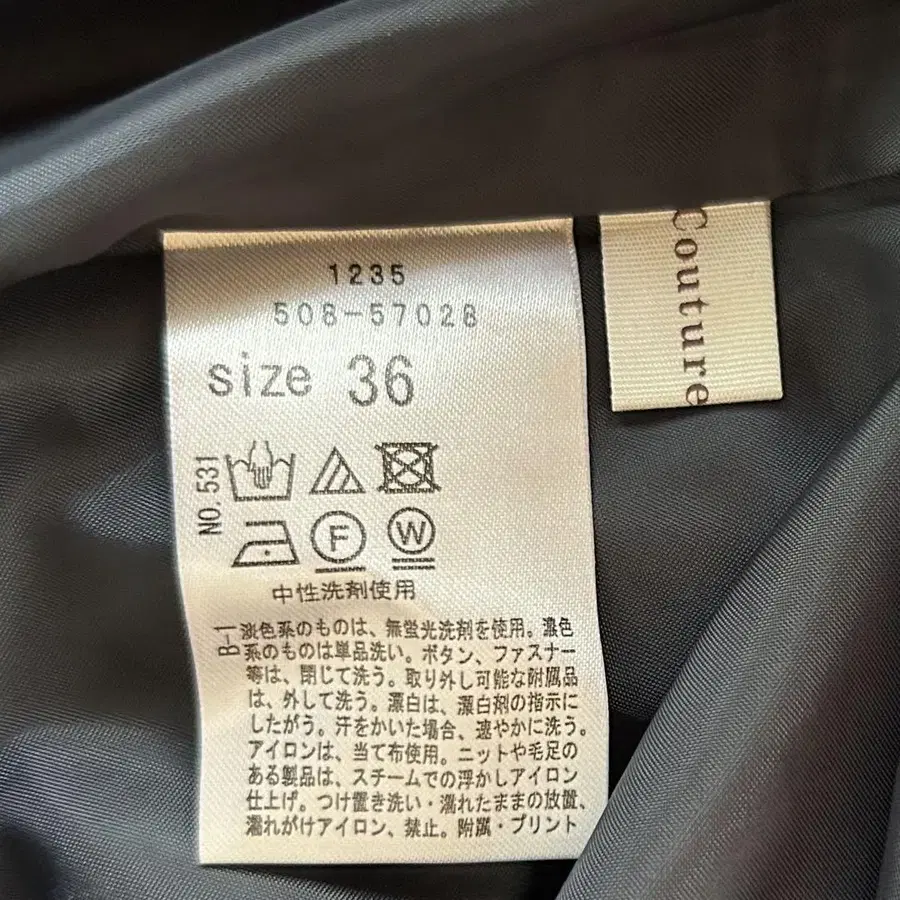 1235
508-57028
size 36
NO.531
F
W
中性洗剤使用
B-1
淡色系のものは、無蛍光洗剤を使用。濃色
系のものは単品洗い。ボタン、ファスナー
等は、閉じて洗う。取り外し可能な附属品
は、外して洗う。漂白は、漂白剤の指示に
したがう。汗をかいた場合、速やかに洗う。
アイロンは、当て布使用。ニットや毛足の
ある製品は、スチームでの浮かしアイロン
仕上げ。つけ置き洗い・濡れたままの放置、
濡れがけアイロン、禁止。附属・プリント
Couture